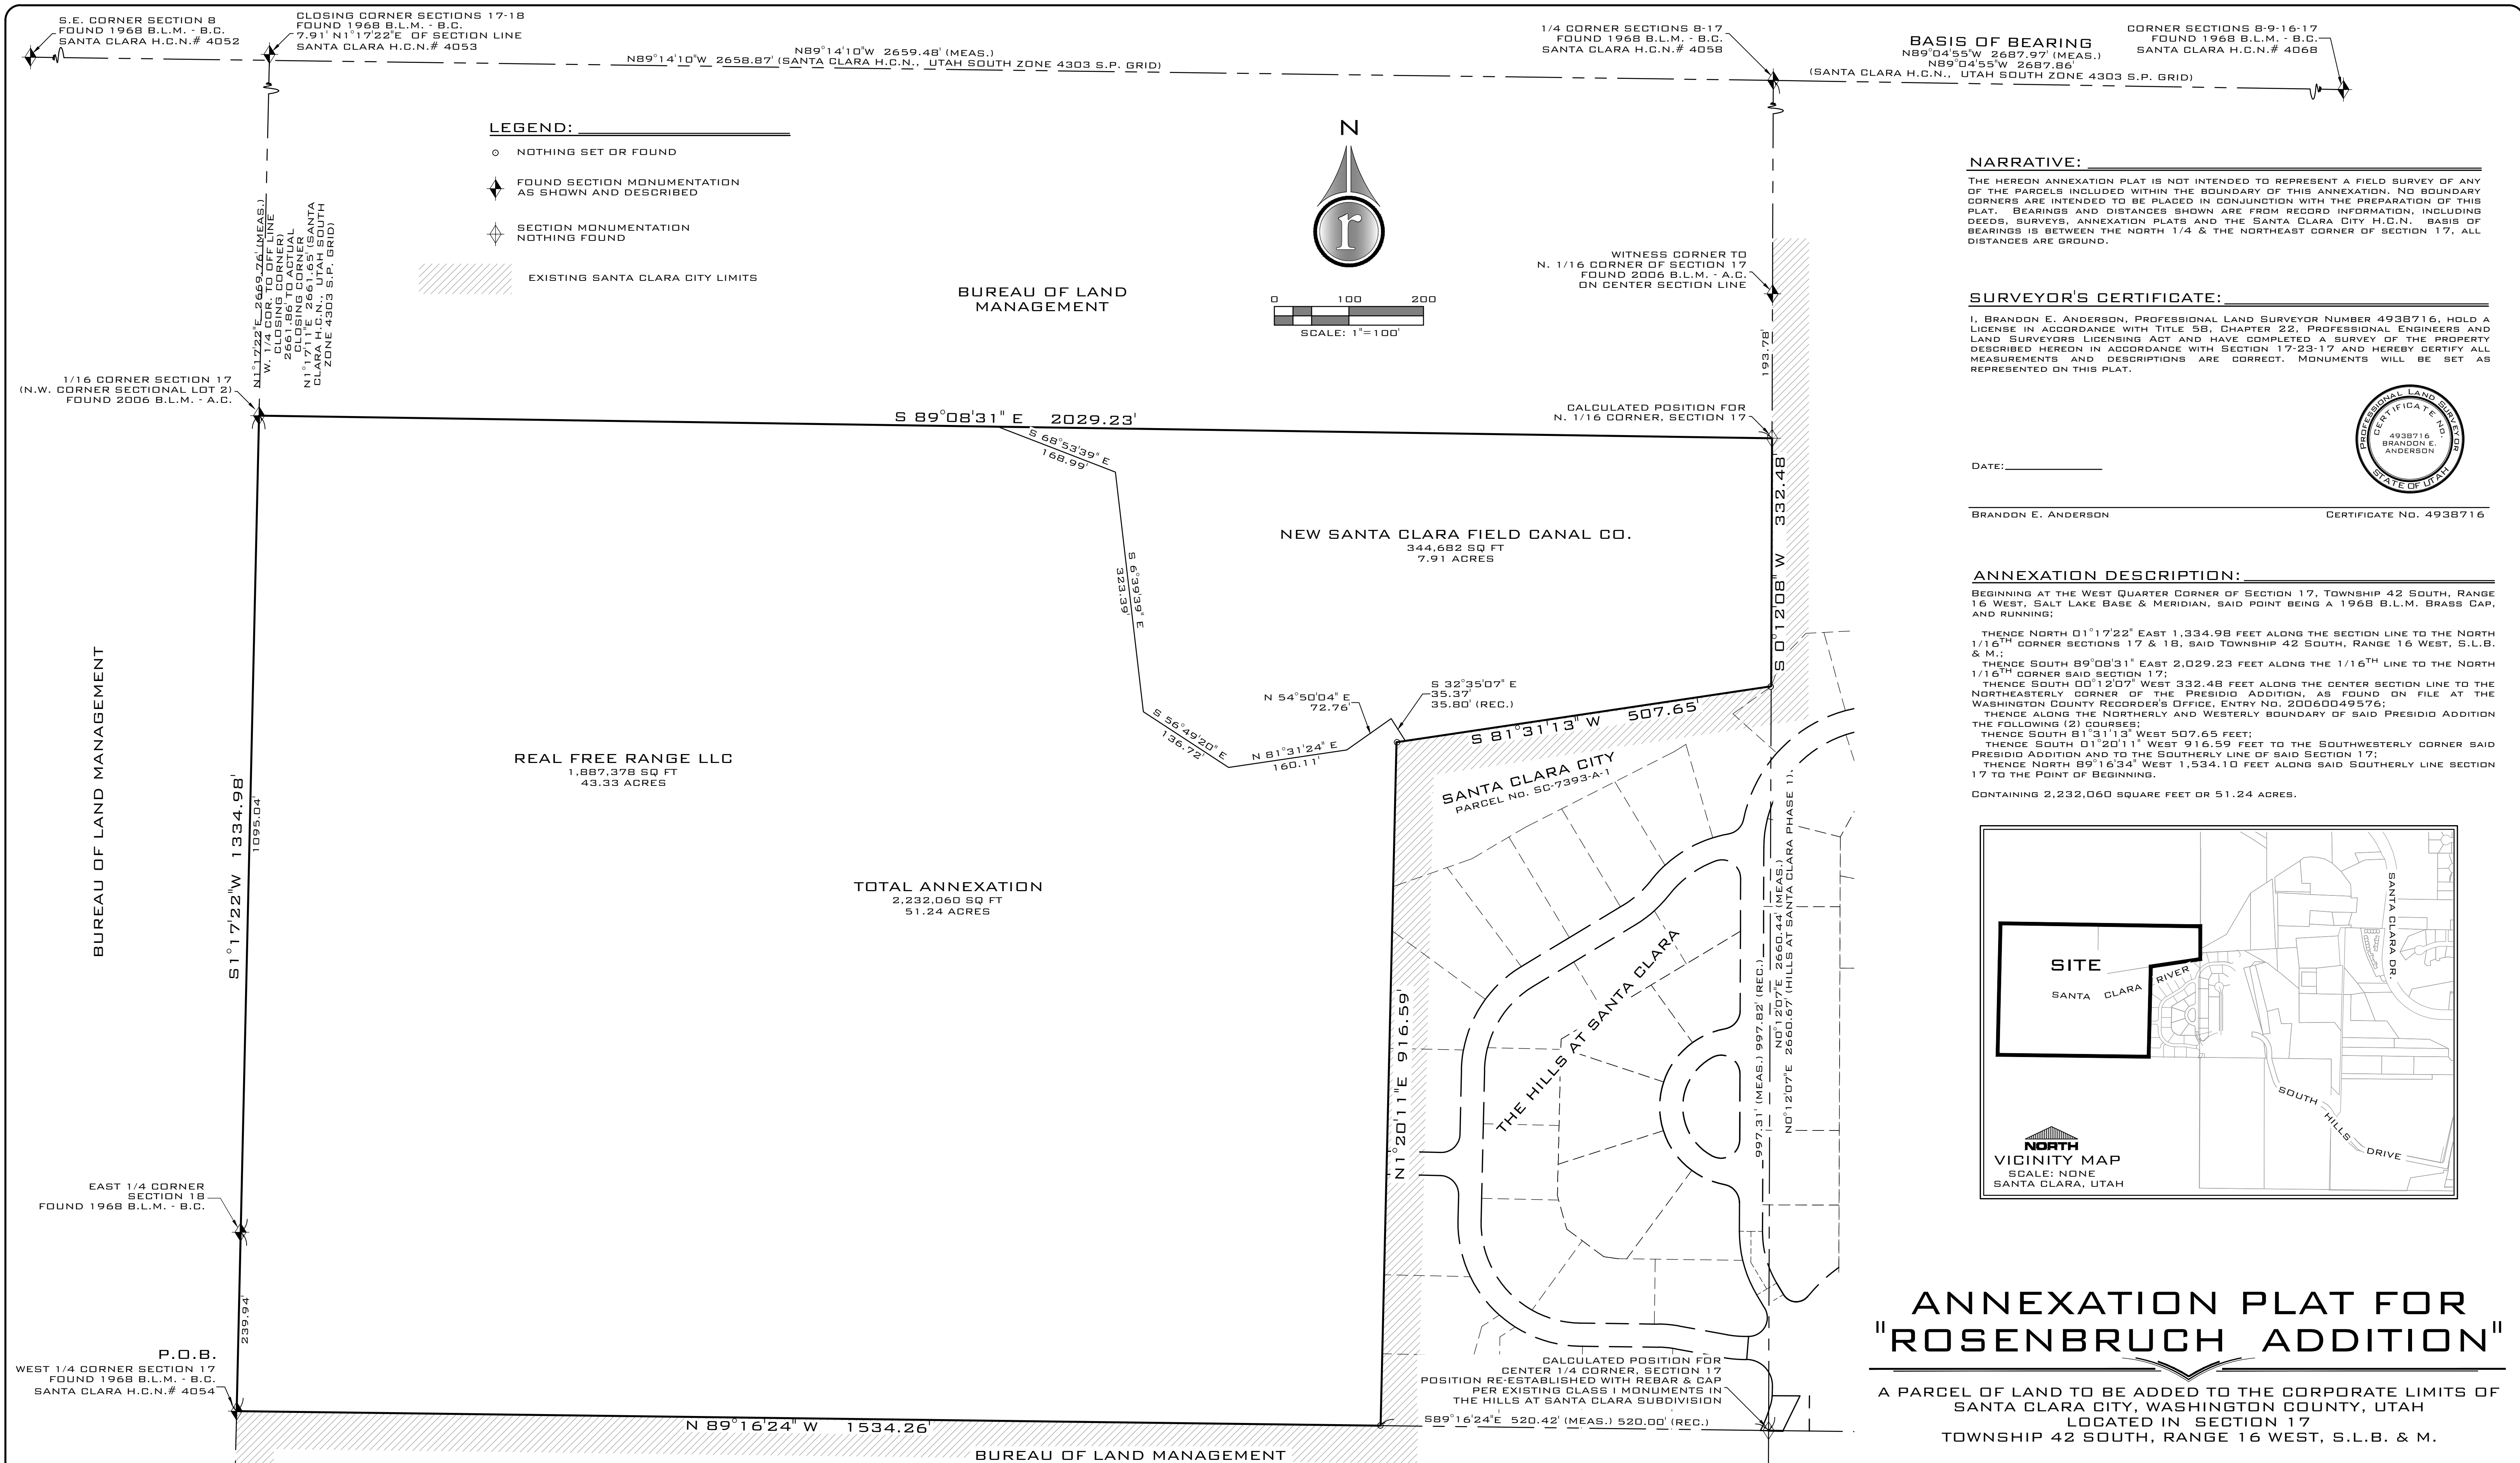 S.E. CORNER SECTION 8
FOUND 1968 B.L.M. - B.C.
SANTA CLARA H.C.N.# 4052
CLOSING CORNER SECTIONS 17-18
FOUND 1968 B.L.M. - B.C.
7.91' N1°17'22"E OF SECTION LINE
SANTA CLARA H.C.N.# 4053
N89°14'10"W 2659.48' (MEAS.)
N89°14'10"W 2658.87' (SANTA CLARA H.C.N., UTAH SOUTH ZONE 4303 S.P. GRID)
1/4 CORNER SECTIONS 8-17
FOUND 1968 B.L.M. - B.C.
SANTA CLARA H.C.N.# 4058
BASIS OF BEARING
N89°04'55"W 2687.97' (MEAS.)
N89°04'55"W 2687.86'
(SANTA CLARA H.C.N., UTAH SOUTH ZONE 4303 S.P. GRID)
CORNER SECTIONS 8-9-16-17
FOUND 1968 B.L.M. - B.C.
SANTA CLARA H.C.N.# 4068
LEGEND:
NOTHING SET OR FOUND
FOUND SECTION MONUMENTATION
AS SHOWN AND DESCRIBED
SECTION MONUMENTATION
NOTHING FOUND
EXISTING SANTA CLARA CITY LIMITS
N
r
0 100 200
SCALE: 1"=100'
BUREAU OF LAND
MANAGEMENT
WITNESS CORNER TO
N. 1/16 CORNER OF SECTION 17
FOUND 2006 B.L.M. - A.C.
ON CENTER SECTION LINE
193.78'
N1°17'22"E 2669.76' (MEAS.)
W. 1/4 COR. TO OFF LINE
CLOSING CORNER)
2661.86' TO ACTUAL
CLOSING CORNER
N1°17'11"E 2661.65' (SANTA
CLARA H.C.N., UTAH SOUTH
ZONE 4303 S.P. GRID)
1/16 CORNER SECTION 17
(N.W. CORNER SECTIONAL LOT 2)
FOUND 2006 B.L.M. - A.C.
CALCULATED POSITION FOR
N. 1/16 CORNER, SECTION 17
S 89°08'31" E 2029.23'
S 68°53'39" E
168.99'
S 6°39'39" E
323.39'
S 56°49'20" E
136.72'
N 81°31'24" E
160.11'
N 54°50'04" E
72.76'
S 32°35'07" E
35.37'
35.80' (REC.)
S 81°31'13" W 507.65'
S 0°12'08" W 332.48'
NEW SANTA CLARA FIELD CANAL CO.
344,682 SQ FT
7.91 ACRES
REAL FREE RANGE LLC
1,887,378 SQ FT
43.33 ACRES
TOTAL ANNEXATION
2,232,060 SQ FT
51.24 ACRES
BUREAU OF LAND MANAGEMENT
S1°17'22"W 1334.98'
1095.04'
239.94'
EAST 1/4 CORNER
SECTION 18
FOUND 1968 B.L.M. - B.C.
P.O.B.
WEST 1/4 CORNER SECTION 17
FOUND 1968 B.L.M. - B.C.
SANTA CLARA H.C.N.# 4054
N 89°16'24" W 1534.26'
BUREAU OF LAND MANAGEMENT
N1°20'11"E 916.59'
SANTA CLARA CITY
PARCEL NO. SC-7393-A-1
THE HILLS AT SANTA CLARA
997.31' (MEAS.) 997.82' (REC.)
N0°12'07"E 2660.44' (MEAS.)
N0°12'07"E 2660.67' (HILLS AT SANTA CLARA PHASE 1).
CALCULATED POSITION FOR
CENTER 1/4 CORNER, SECTION 17
POSITION RE-ESTABLISHED WITH REBAR & CAP
PER EXISTING CLASS I MONUMENTS IN
THE HILLS AT SANTA CLARA SUBDIVISION
S89°16'24"E 520.42' (MEAS.) 520.00' (REC.)
NARRATIVE:
THE HEREON ANNEXATION PLAT IS NOT INTENDED TO REPRESENT A FIELD SURVEY OF ANY
OF THE PARCELS INCLUDED WITHIN THE BOUNDARY OF THIS ANNEXATION. NO BOUNDARY
CORNERS ARE INTENDED TO BE PLACED IN CONJUNCTION WITH THE PREPARATION OF THIS
PLAT. BEARINGS AND DISTANCES SHOWN ARE FROM RECORD INFORMATION, INCLUDING
DEEDS, SURVEYS, ANNEXATION PLATS AND THE SANTA CLARA CITY H.C.N. BASIS OF
BEARINGS IS BETWEEN THE NORTH 1/4 & THE NORTHEAST CORNER OF SECTION 17, ALL
DISTANCES ARE GROUND.
SURVEYOR'S CERTIFICATE:
I, BRANDON E. ANDERSON, PROFESSIONAL LAND SURVEYOR NUMBER 4938716, HOLD A
LICENSE IN ACCORDANCE WITH TITLE 58, CHAPTER 22, PROFESSIONAL ENGINEERS AND
LAND SURVEYORS LICENSING ACT AND HAVE COMPLETED A SURVEY OF THE PROPERTY
DESCRIBED HEREON IN ACCORDANCE WITH SECTION 17-23-17 AND HEREBY CERTIFY ALL
MEASUREMENTS AND DESCRIPTIONS ARE CORRECT. MONUMENTS WILL BE SET AS
REPRESENTED ON THIS PLAT.
PROFESSIONAL LAND SURVEYOR
CERTIFICATE NO.
4938716
BRANDON E.
ANDERSON
STATE OF UTAH
DATE:
BRANDON E. ANDERSON CERTIFICATE NO. 4938716
ANNEXATION DESCRIPTION:
BEGINNING AT THE WEST QUARTER CORNER OF SECTION 17, TOWNSHIP 42 SOUTH, RANGE
16 WEST, SALT LAKE BASE & MERIDIAN, SAID POINT BEING A 1968 B.L.M. BRASS CAP,
AND RUNNING;
THENCE NORTH 01°17'22" EAST 1,334.98 FEET ALONG THE SECTION LINE TO THE NORTH
1/16TH CORNER SECTIONS 17 & 18, SAID TOWNSHIP 42 SOUTH, RANGE 16 WEST, S.L.B.
& M.;
THENCE SOUTH 89°08'31" EAST 2,029.23 FEET ALONG THE 1/16TH LINE TO THE NORTH
1/16TH CORNER SAID SECTION 17;
THENCE SOUTH 00°12'07" WEST 332.48 FEET ALONG THE CENTER SECTION LINE TO THE
NORTHEASTERLY CORNER OF THE PRESIDIO ADDITION, AS FOUND ON FILE AT THE
WASHINGTON COUNTY RECORDER'S OFFICE, ENTRY NO. 20060049576;
THENCE ALONG THE NORTHERLY AND WESTERLY BOUNDARY OF SAID PRESIDIO ADDITION
THE FOLLOWING (2) COURSES;
THENCE SOUTH 81°31'13" WEST 507.65 FEET;
THENCE SOUTH 01°20'11" WEST 916.59 FEET TO THE SOUTHWESTERLY CORNER SAID
PRESIDIO ADDITION AND TO THE SOUTHERLY LINE OF SAID SECTION 17;
THENCE NORTH 89°16'34" WEST 1,534.10 FEET ALONG SAID SOUTHERLY LINE SECTION
17 TO THE POINT OF BEGINNING.
CONTAINING 2,232,060 SQUARE FEET OR 51.24 ACRES.
SITE
SANTA CLARA RIVER
SANTA CLARA DR.
SOUTH HILLS DRIVE
NORTH
VICINITY MAP
SCALE: NONE
SANTA CLARA, UTAH
ANNEXATION PLAT FOR
"ROSENBRUCH ADDITION"
A PARCEL OF LAND TO BE ADDED TO THE CORPORATE LIMITS OF
SANTA CLARA CITY, WASHINGTON COUNTY, UTAH
LOCATED IN SECTION 17
TOWNSHIP 42 SOUTH, RANGE 16 WEST, S.L.B. & M.